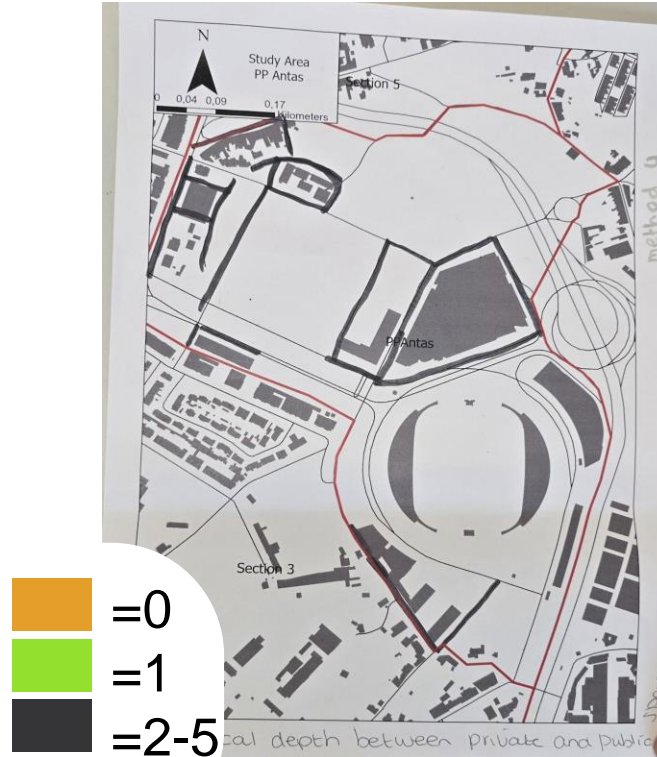 N
Study Area
PP Antas
0 0,04 0,09 0,17
Kilometers
Section 5
method 4
PPAntas
Section 3
=0
=1
=2-5
cal depth between private and public